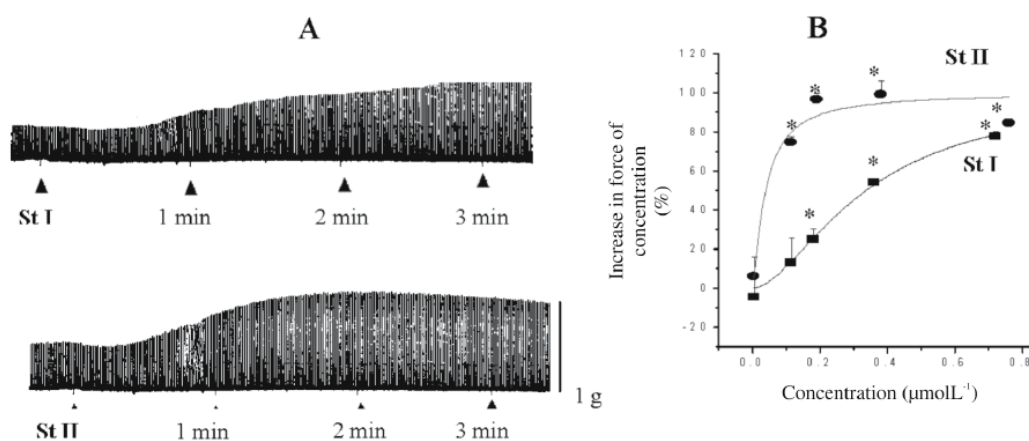 A
St I
1 min
2 min
3 min
1 g
St II
1 min
2 min
3 min
B
Increase in force of
concentration
(%)
120
100
80
60
40
20
0
-20
St II
St I
*
*
*
*
*
*
*
0.0
0.2
0.4
0.6
0.8
Concentration (µmolL⁻¹)